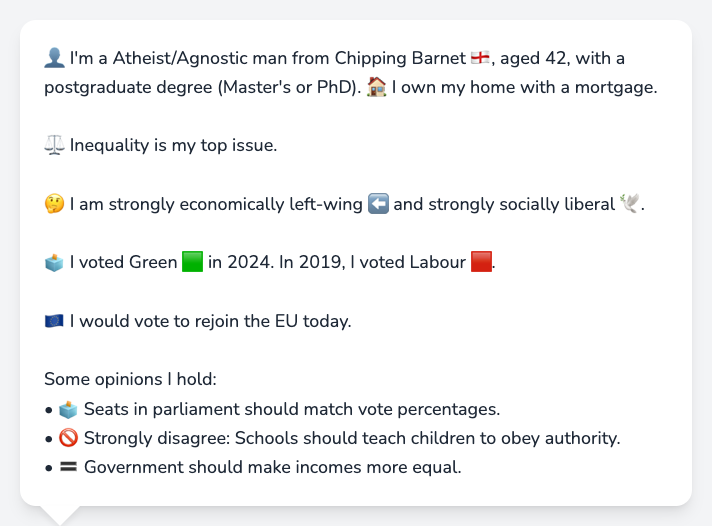 👤 I'm a Atheist/Agnostic man from Chipping Barnet 🏴󠁧󠁢󠁥󠁮󠁧󠁿, aged 42, with a
postgraduate degree (Master's or PhD). 🏠 I own my home with a mortgage.
⚖️ Inequality is my top issue.
🤔 I am strongly economically left-wing ⬅️ and strongly socially liberal 🕊️.
🗳️ I voted Green 🟩 in 2024. In 2019, I voted Labour 🟥.
🇪🇺 I would vote to rejoin the EU today.
Some opinions I hold:
• 🗳️ Seats in parliament should match vote percentages.
• 🚫 Strongly disagree: Schools should teach children to obey authority.
• 🟰 Government should make incomes more equal.